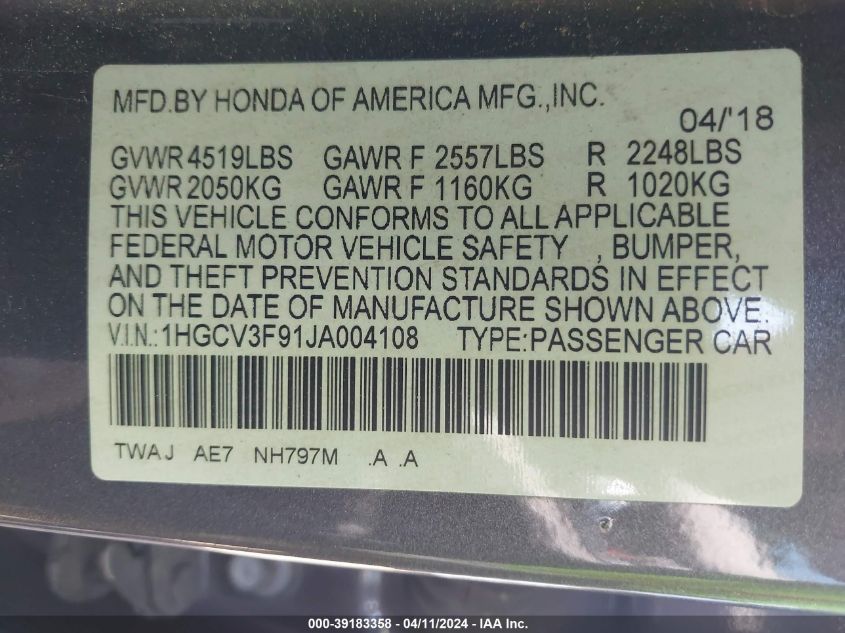 MFD.BY HONDA OF AMERICA MFG.,INC.
04/'18
GVWR 4519LBS GAWR F 2557LBS R 2248LBS
GVWR 2050KG GAWR F 1160KG R 1020KG
THIS VEHICLE CONFORMS TO ALL APPLICABLE
FEDERAL MOTOR VEHICLE SAFETY , BUMPER,
AND THEFT PREVENTION STANDARDS IN EFFECT
ON THE DATE OF MANUFACTURE SHOWN ABOVE.
V.I.N.:1HGCV3F91JA004108 TYPE:PASSENGER CAR
TWAJ AE7 NH797M .A .A
000-39183358 - 04/11/2024 - IAA Inc.